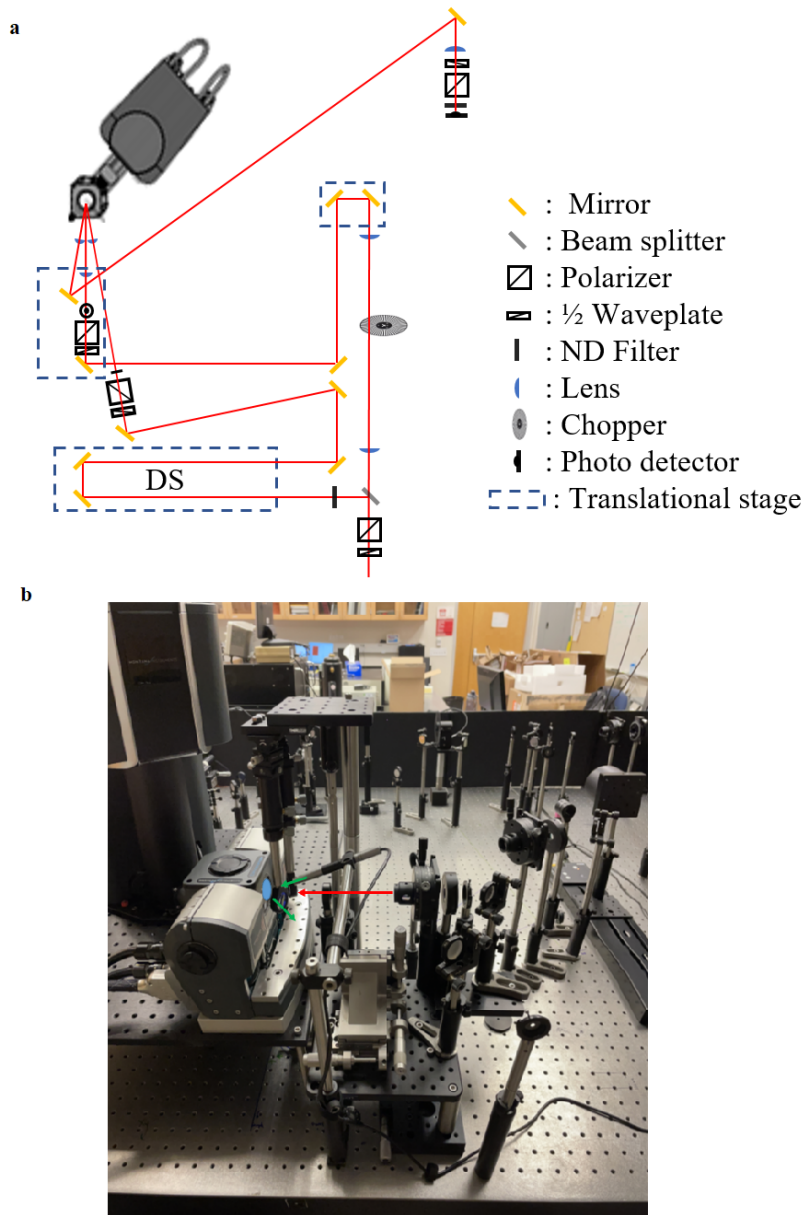 a
: Mirror
: Beam splitter
: Polarizer
: ½ Waveplate
: ND Filter
: Lens
: Chopper
: Photo detector
: Translational stage
DS
b